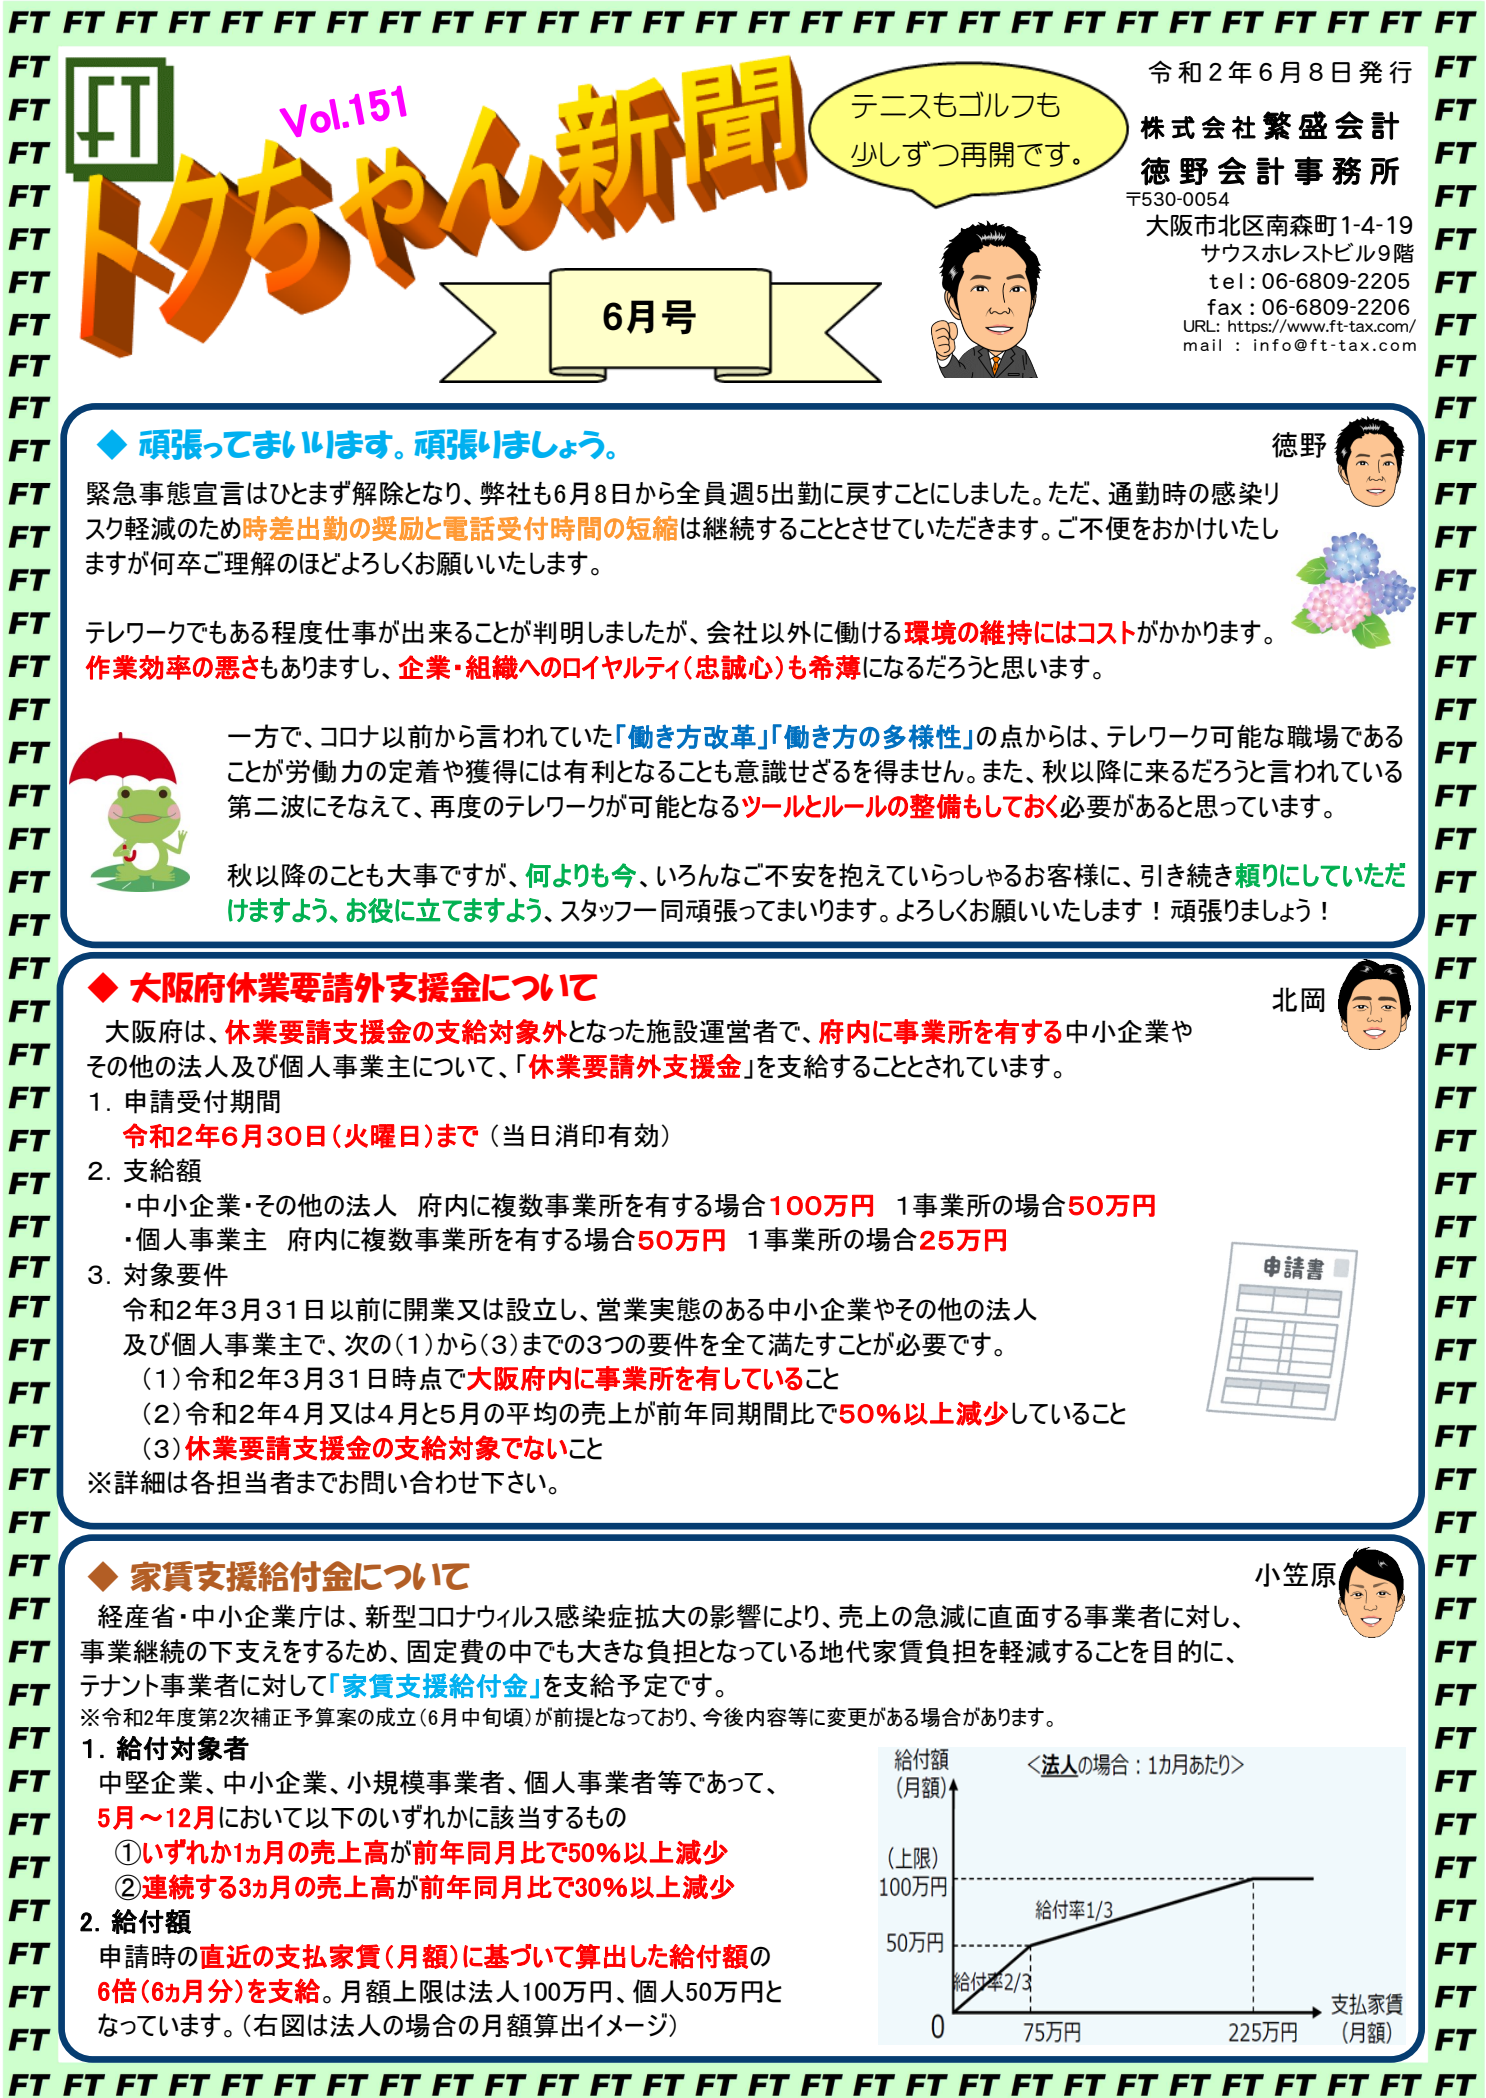 FT FT FT FT FT FT FT FT FT FT FT FT FT FT FT FT FT FT FT FT FT FT FT FT FT FT FT FT
FT
Vol.151
トクちゃん新聞
6月号
テニスもゴルフも
少しずつ再開です。
令和2年6月8日発行
株式会社繁盛会計
徳野会計事務所
〒530-0054
大阪市北区南森町1-4-19
サウスホレストビル9階
tel:06-6809-2205
fax:06-6809-2206
URL: https://www.ft-tax.com/
mail : info@ft-tax.com
◆ 頑張ってまいります。頑張りましょう。
徳野
緊急事態宣言はひとまず解除となり、弊社も6月8日から全員週5出勤に戻すことにしました。ただ、通勤時の感染リ
スク軽減のため時差出勤の奨励と電話受付時間の短縮は継続することとさせていただきます。ご不便をおかけいたし
ますが何卒ご理解のほどよろしくお願いいたします。
テレワークでもある程度仕事が出来ることが判明しましたが、会社以外に働ける環境の維持にはコストがかかります。
作業効率の悪さもありますし、企業・組織へのロイヤルティ(忠誠心)も希薄になるだろうと思います。
一方で、コロナ以前から言われていた「働き方改革」「働き方の多様性」の点からは、テレワーク可能な職場である
ことが労働力の定着や獲得には有利となることも意識せざるを得ません。また、秋以降に来るだろうと言われている
第二波にそなえて、再度のテレワークが可能となるツールとルールの整備もしておく必要があると思っています。
秋以降のことも大事ですが、何よりも今、いろんなご不安を抱えていらっしゃるお客様に、引き続き頼りにしていただ
けますよう、お役に立てますよう、スタッフ一同頑張ってまいります。よろしくお願いいたします！頑張りましょう！
◆ 大阪府休業要請外支援金について
北岡
大阪府は、休業要請支援金の支給対象外となった施設運営者で、府内に事業所を有する中小企業や
その他の法人及び個人事業主について、「休業要請外支援金」を支給することとされています。
1. 申請受付期間
令和2年6月30日(火曜日)まで (当日消印有効)
2. 支給額
・中小企業・その他の法人　府内に複数事業所を有する場合100万円　1事業所の場合50万円
・個人事業主　府内に複数事業所を有する場合50万円　1事業所の場合25万円
3. 対象要件
令和2年3月31日以前に開業又は設立し、営業実態のある中小企業やその他の法人
及び個人事業主で、次の(1)から(3)までの3つの要件を全て満たすことが必要です。
(1)令和2年3月31日時点で大阪府内に事業所を有していること
(2)令和2年4月又は4月と5月の平均の売上が前年同期間比で50%以上減少していること
(3)休業要請支援金の支給対象でないこと
※詳細は各担当者までお問い合わせ下さい。
申請書
◆ 家賃支援給付金について
小笠原
経産省・中小企業庁は、新型コロナウィルス感染症拡大の影響により、売上の急減に直面する事業者に対し、
事業継続の下支えをするため、固定費の中でも大きな負担となっている地代家賃負担を軽減することを目的に、
テナント事業者に対して「家賃支援給付金」を支給予定です。
※令和2年度第2次補正予算案の成立(6月中旬頃)が前提となっており、今後内容等に変更がある場合があります。
1. 給付対象者
中堅企業、中小企業、小規模事業者、個人事業者等であって、
5月～12月において以下のいずれかに該当するもの
①いずれか1ヵ月の売上高が前年同月比で50%以上減少
②連続する3ヵ月の売上高が前年同月比で30%以上減少
2. 給付額
申請時の直近の支払家賃(月額)に基づいて算出した給付額の
6倍(6ヵ月分)を支給。月額上限は法人100万円、個人50万円と
なっています。(右図は法人の場合の月額算出イメージ)
給付額
(月額)
＜法人の場合：1カ月あたり＞
(上限)
100万円
給付率1/3
50万円
給付率2/3
0
75万円
225万円
支払家賃
(月額)
FT FT FT FT FT FT FT FT FT FT FT FT FT FT FT FT FT FT FT FT FT FT FT FT FT FT FT FT